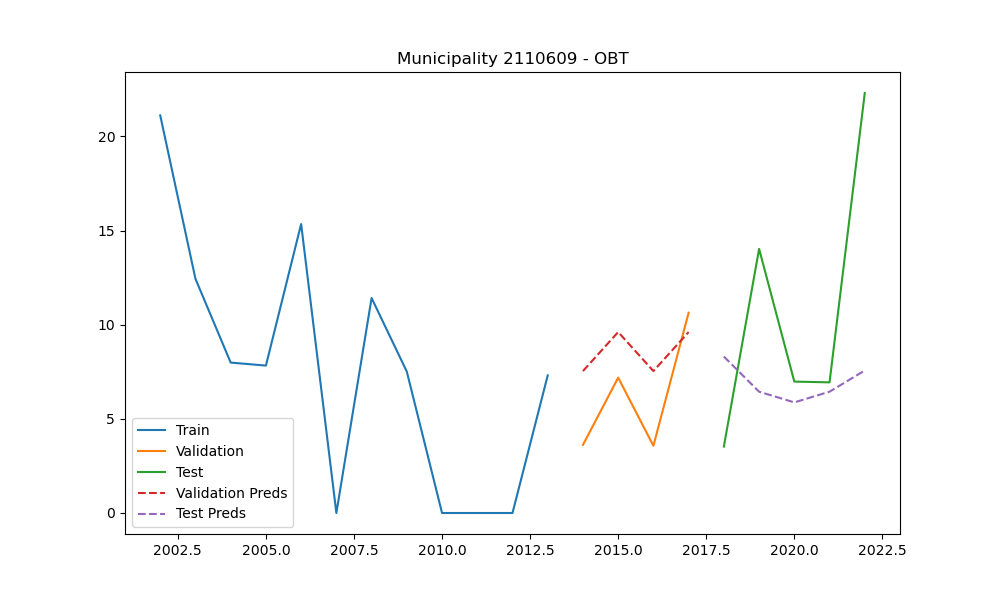 Municipality 2110609 - OBT
20
15
10
5
0
Train
Validation
Test
Validation Preds
Test Preds
2002.5 2005.0 2007.5 2010.0 2012.5 2015.0 2017.5 2020.0 2022.5